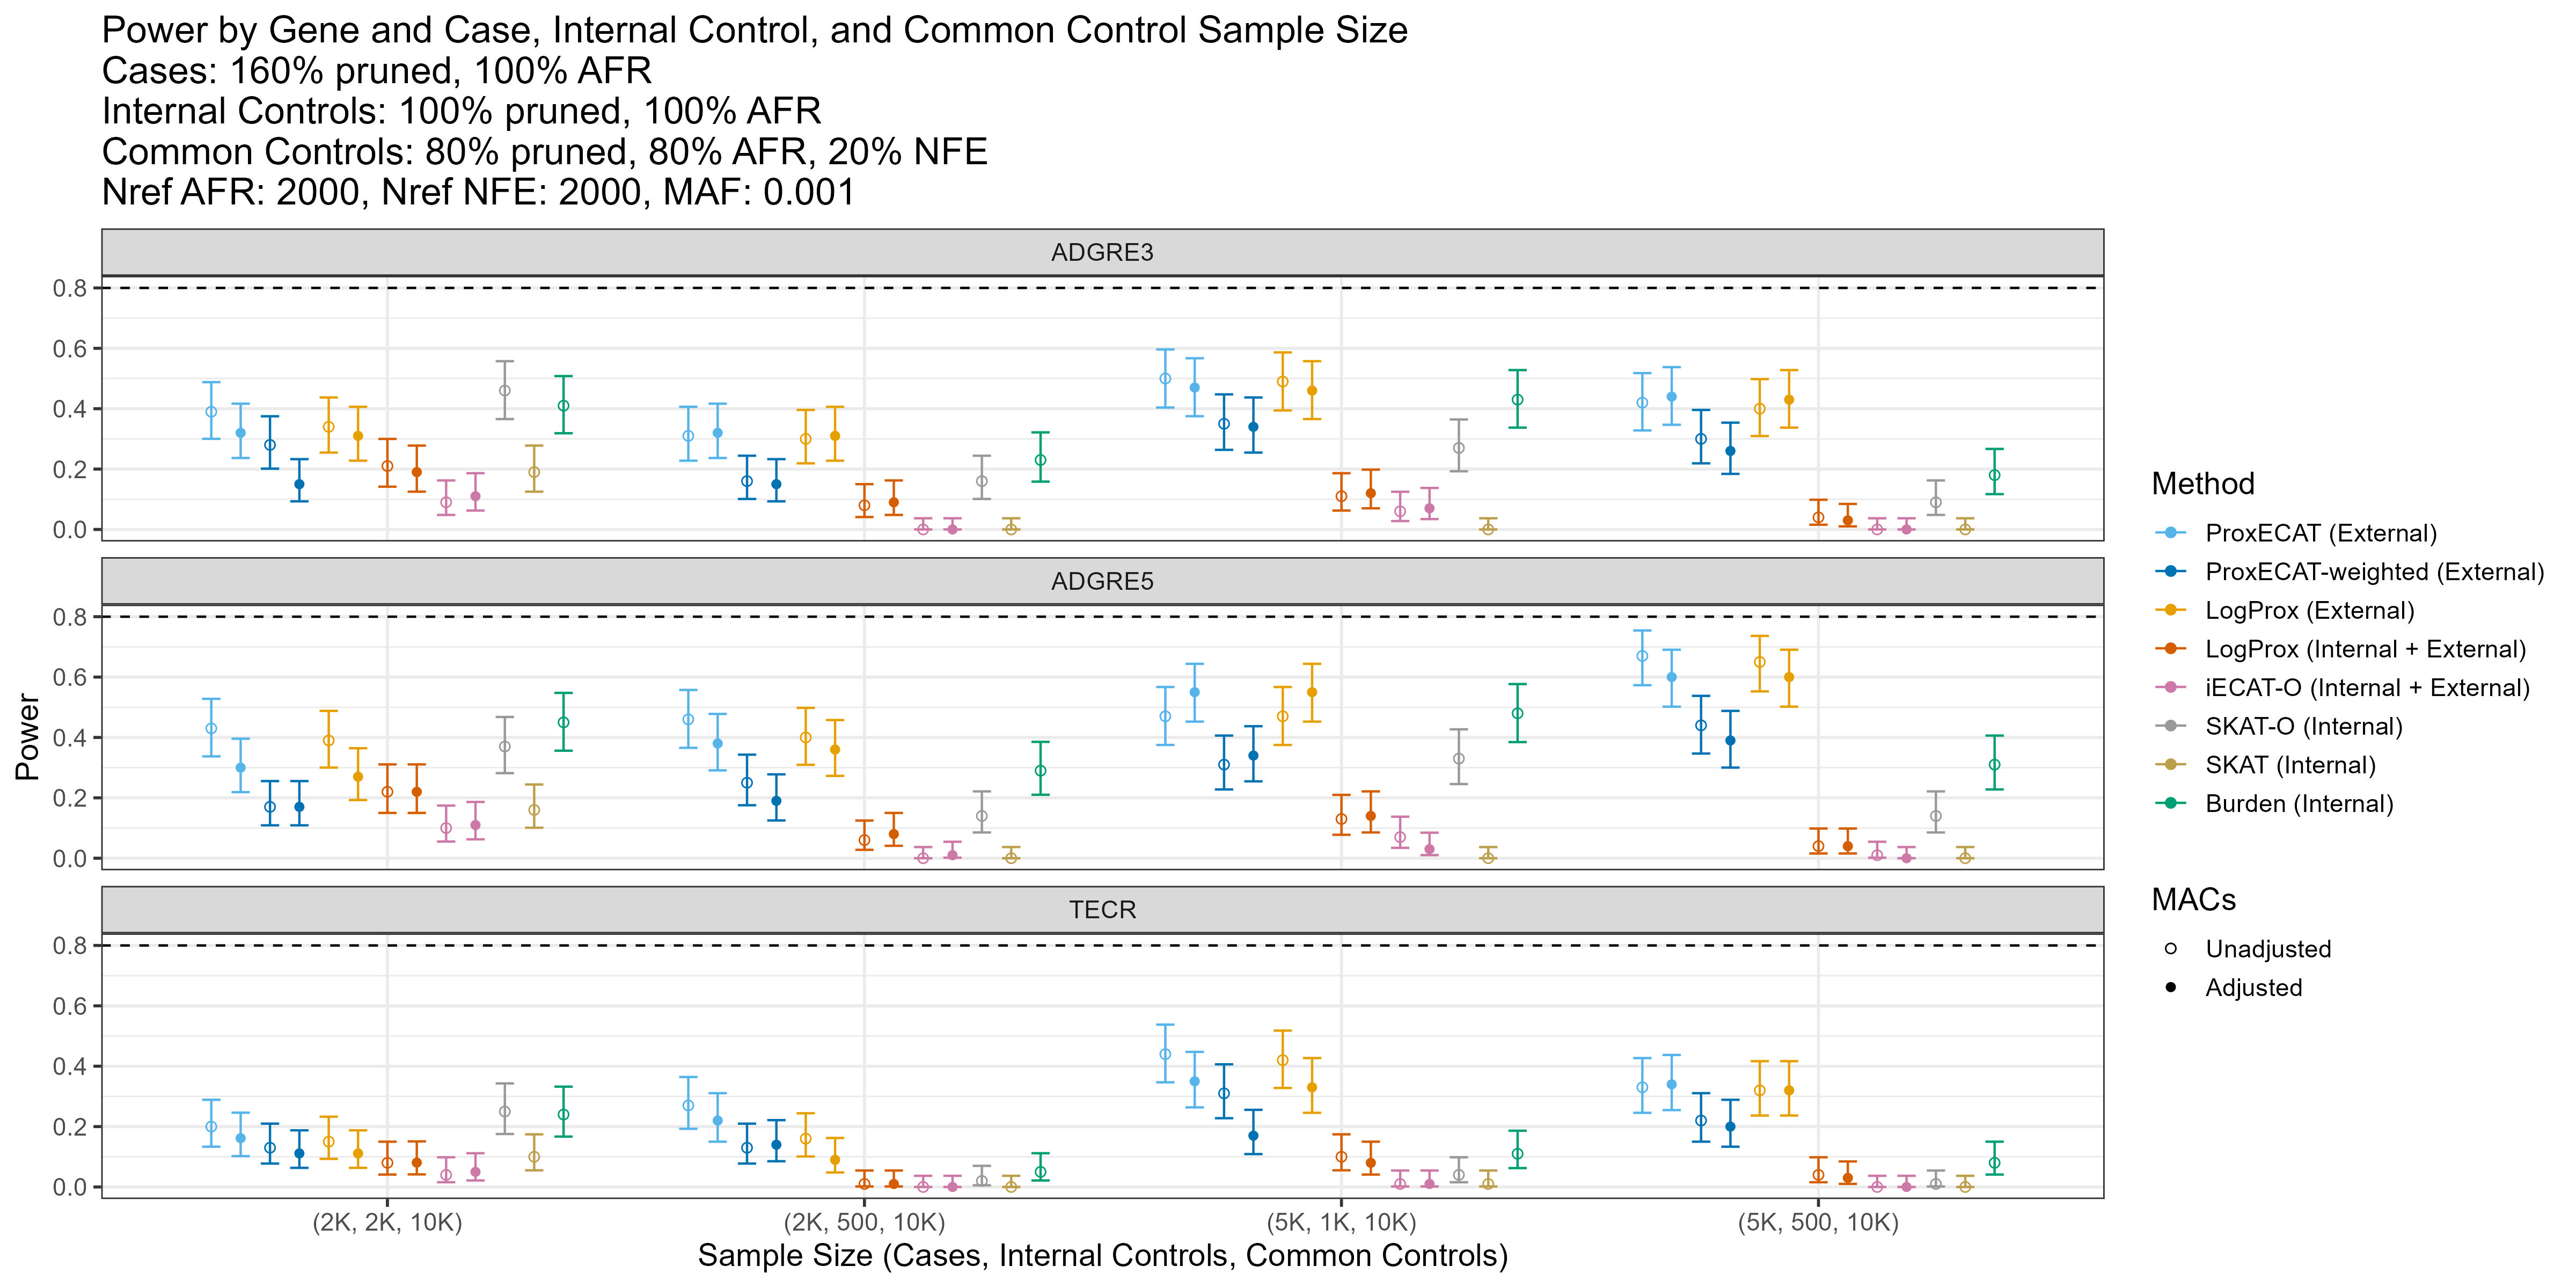 Power by Gene and Case, Internal Control, and Common Control Sample Size
Cases: 160% pruned, 100% AFR
Internal Controls: 100% pruned, 100% AFR
Common Controls: 80% pruned, 80% AFR, 20% NFE
Nref AFR: 2000, Nref NFE: 2000, MAF: 0.001
ADGRE3
0.8
0.6
0.4
0.2
0.0
ADGRE5
0.8
0.6
0.4
0.2
0.0
TECR
0.8
0.6
0.4
0.2
0.0
Power
(2K, 2K, 10K)
(2K, 500, 10K)
(5K, 1K, 10K)
(5K, 500, 10K)
Sample Size (Cases, Internal Controls, Common Controls)
Method
ProxECAT (External)
ProxECAT-weighted (External)
LogProx (External)
LogProx (Internal + External)
iECAT-O (Internal + External)
SKAT-O (Internal)
SKAT (Internal)
Burden (Internal)
MACs
Unadjusted
Adjusted